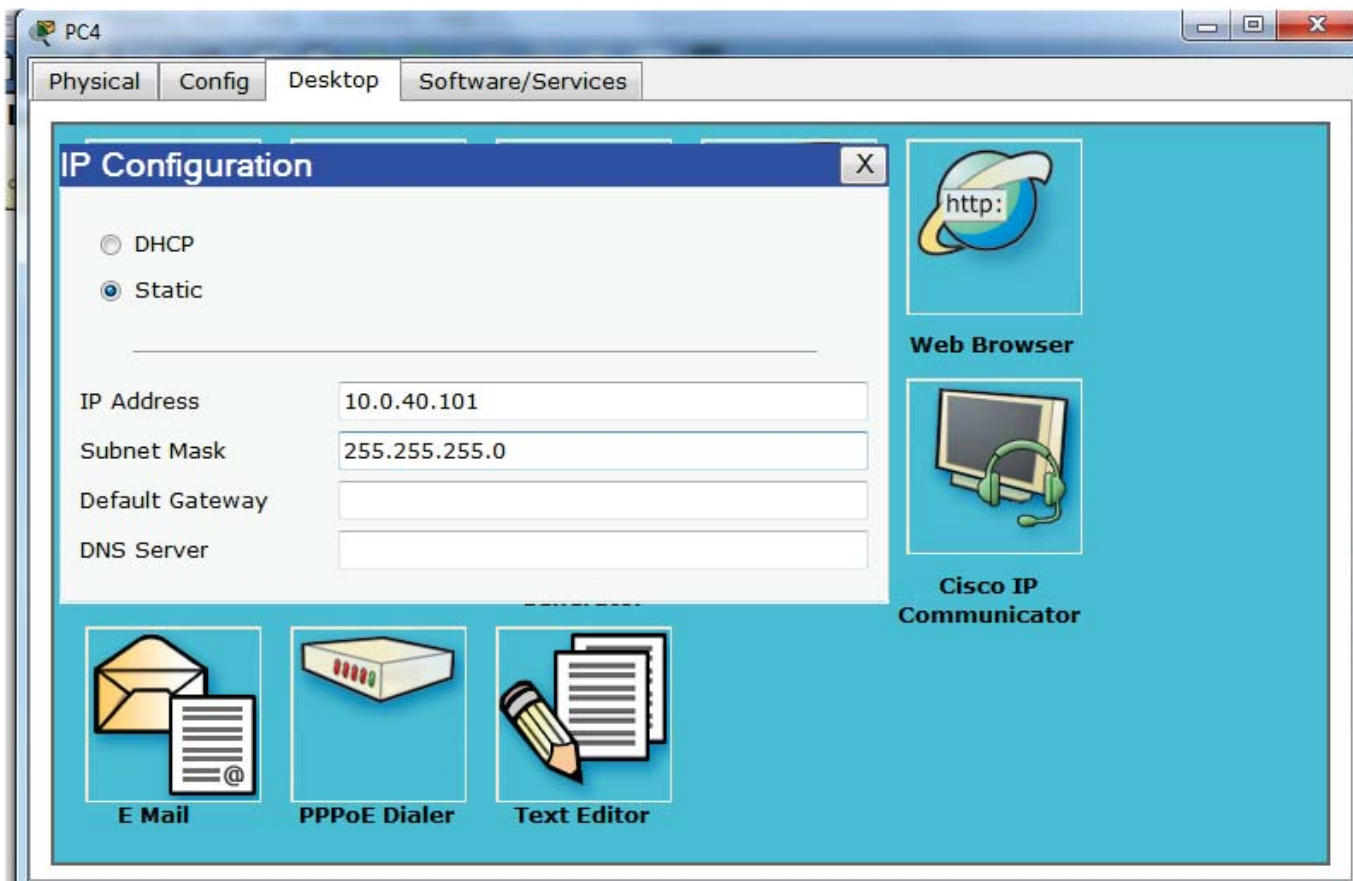 PC4
Physical Config Desktop Software/Services
IP Configuration X
http:
DHCP
Static
Web Browser
IP Address 10.0.40.101
Subnet Mask 255.255.255.0
Default Gateway
DNS Server
Cisco IP
Communicator
@
E Mail PPPoE Dialer Text Editor